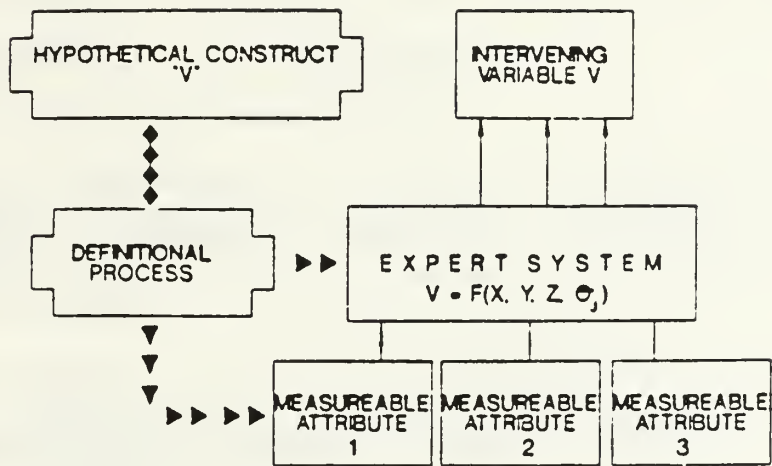 HYPOTHETICAL CONSTRUCT
"V"
INTERVENING
VARIABLE V
DEFINITIONAL
PROCESS
EXPERT SYSTEM
V = F(X, Y, Z, Θj)
MEASUREABLE
ATTRIBUTE
1
MEASUREABLE
ATTRIBUTE
2
MEASUREABLE
ATTRIBUTE
3